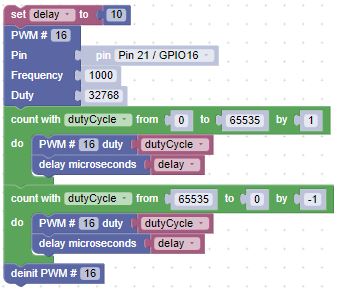 set delay to 10
PWM # 16
Pin pin Pin 21 / GPIO16
Frequency 1000
Duty 32768
count with dutyCycle from 0 to 65535 by 1
do PWM # 16 duty dutyCycle
delay microseconds delay
count with dutyCycle from 65535 to 0 by -1
do PWM # 16 duty dutyCycle
delay microseconds delay
deinit PWM # 16